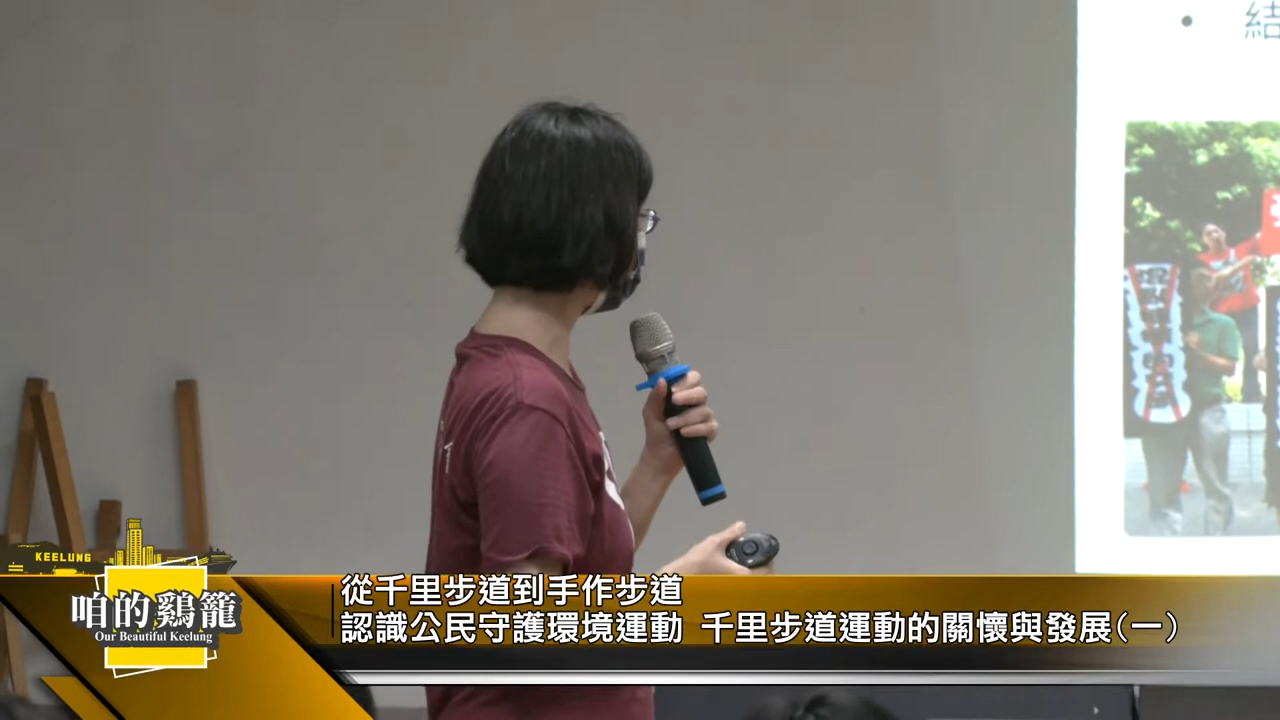 結
KEELUNG
咱的鷄籠
Our Beautiful Keelung
從千里步道到手作步道
認識公民守護環境運動 千里步道運動的關懷與發展(一)